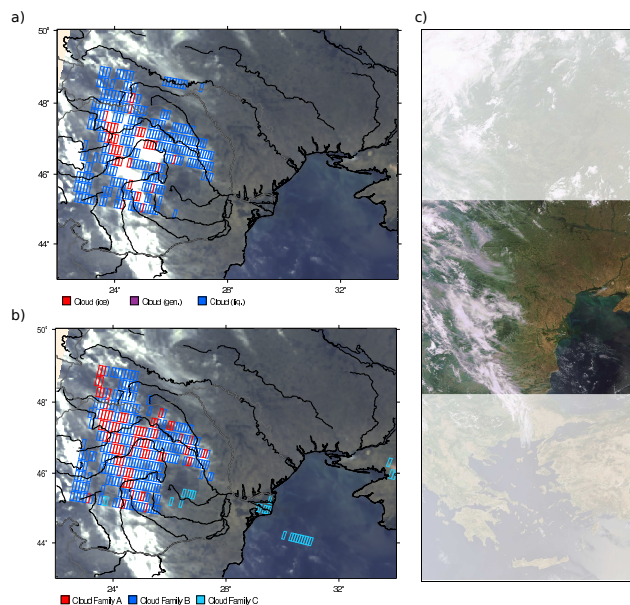 a)
c)
50°
48°
46°
44°
24°
28°
32°
Cloud (ice)
Cloud (gen.)
Cloud (liq.)
b)
50°
48°
46°
44°
24°
28°
32°
Cloud Family A
Cloud Family B
Cloud Family C